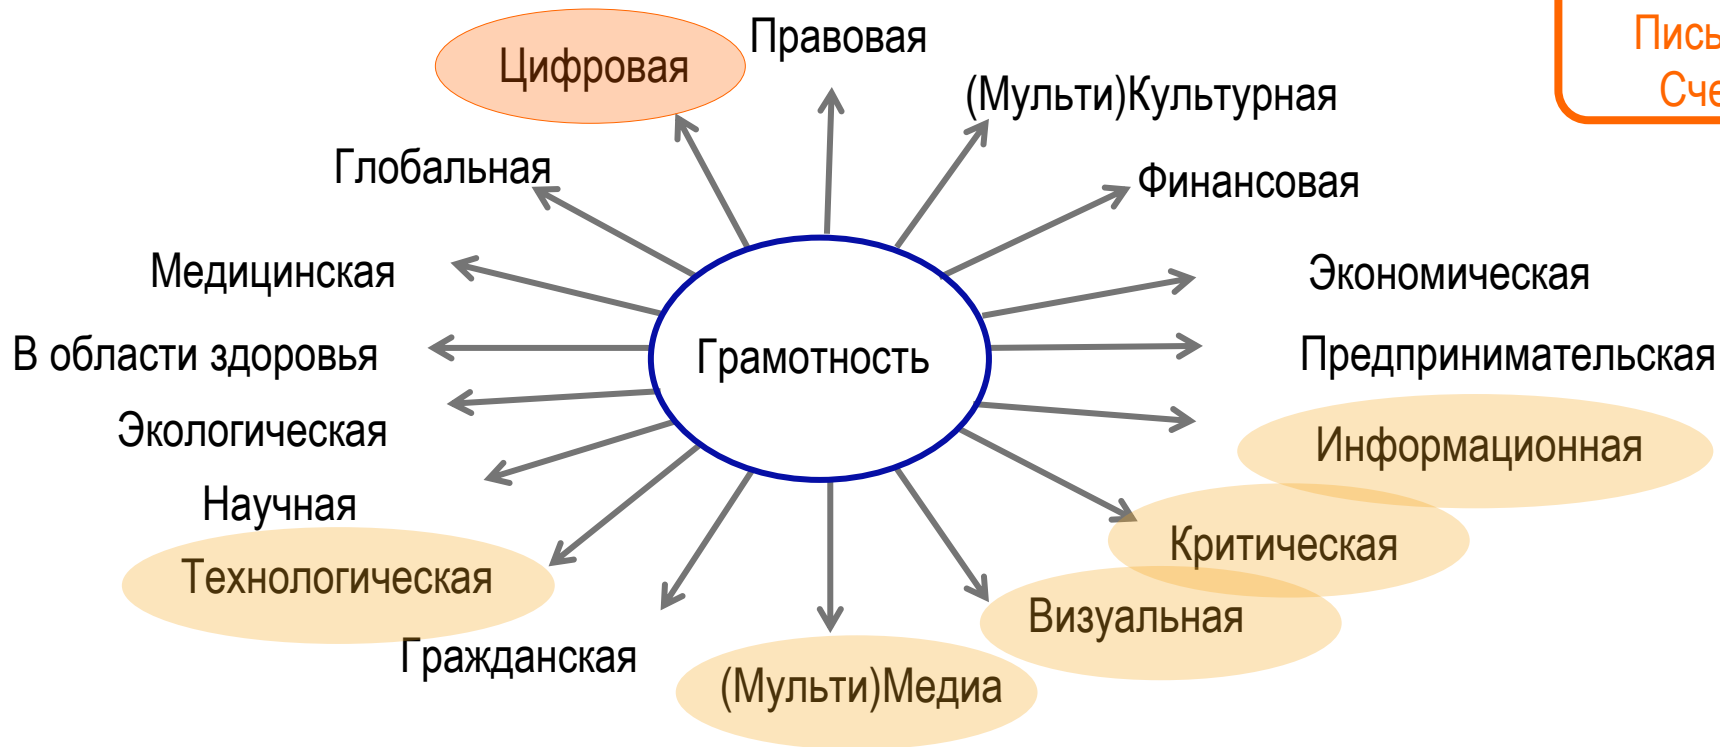 Правовая
Цифровая
(Мульти)Культурная
Глобальная
Финансовая
Медицинская
Экономическая
В области здоровья
Грамотность
Предпринимательская
Экологическая
Информационная
Научная
Критическая
Технологическая
Визуальная
Гражданская
(Мульти)Медиа